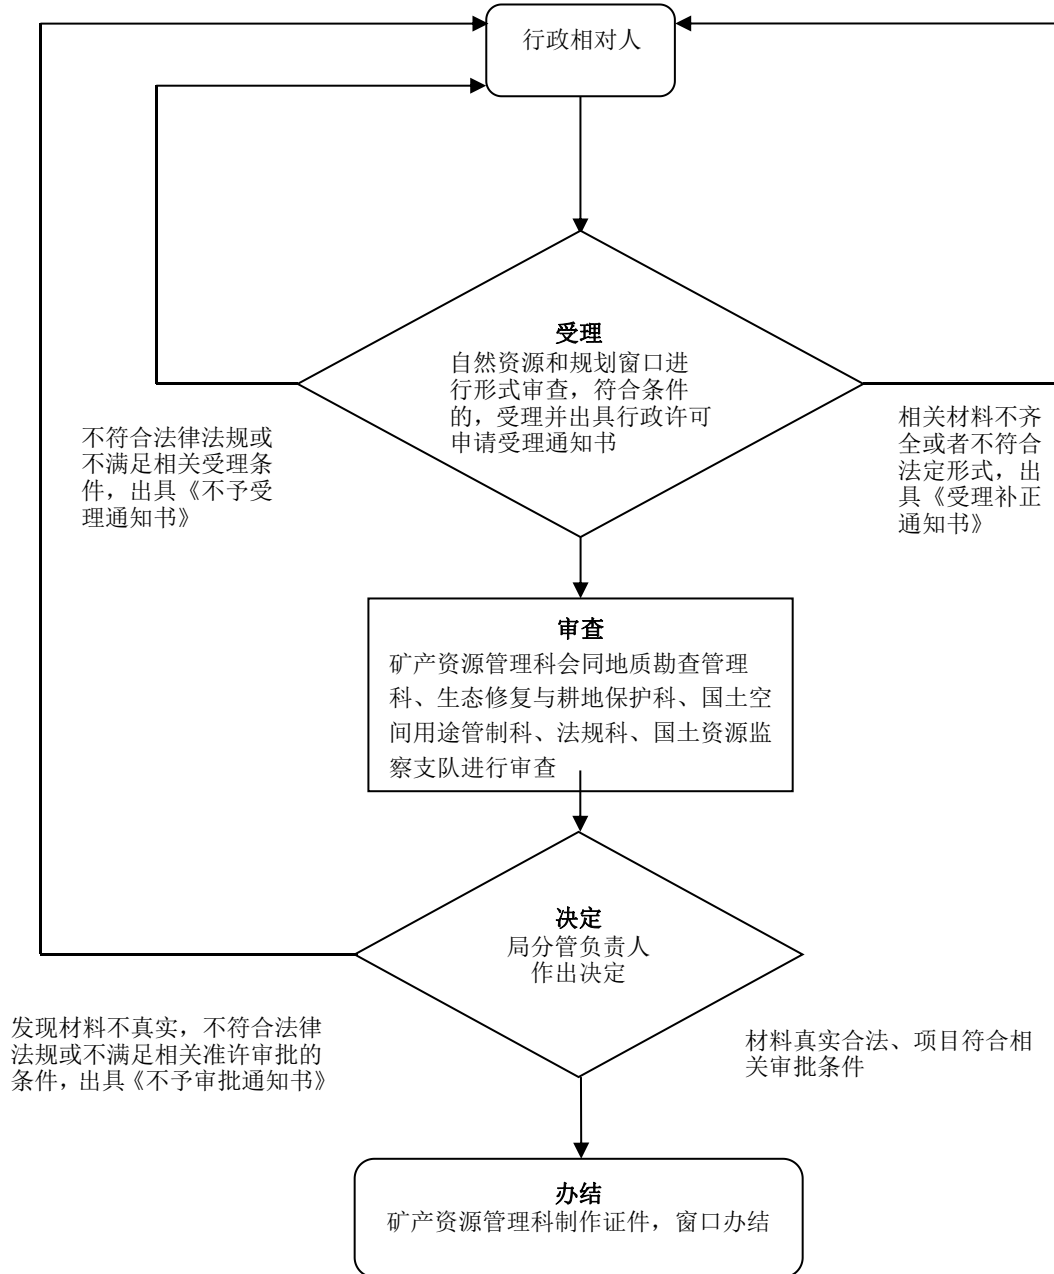 行政相对人
受理
自然资源和规划窗口进
行形式审查，符合条件
的，受理并出具行政许可
申请受理通知书
不符合法律法规或
不满足相关受理条
件，出具《不予受
理通知书》
相关材料不齐
全或者不符合
法定形式，出
具《受理补正
通知书》
审查
矿产资源管理科会同地质勘查管理
科、生态修复与耕地保护科、国土空
间用途管制科、法规科、国土资源监
察支队进行审查
决定
局分管负责人
作出决定
发现材料不真实，不符合法律
法规或不满足相关准许审批的
条件，出具《不予审批通知书》
材料真实合法、项目符合相
关审批条件
办结
矿产资源管理科制作证件，窗口办结